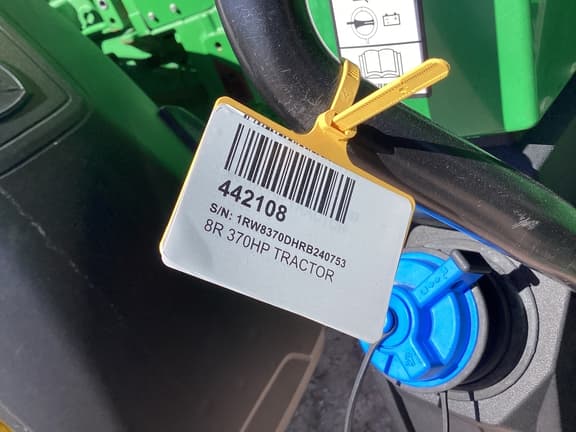 442108
S/N: 1RW8370DHRB240753
8R 370HP TRACTOR